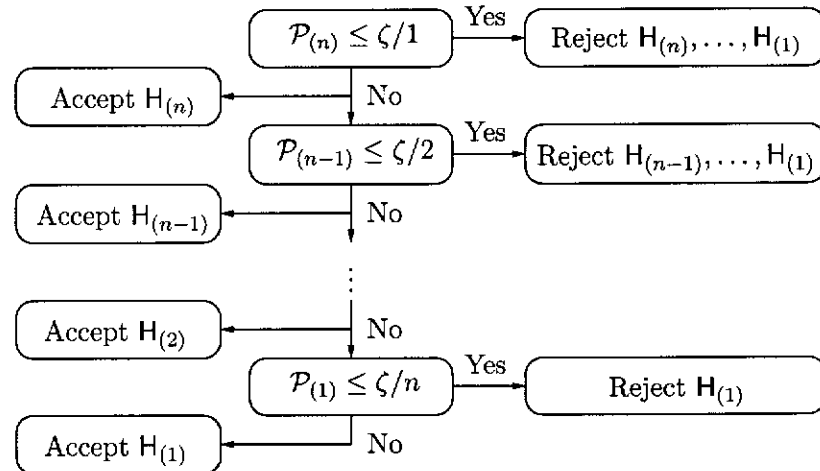 𝒫(n) ≤ ζ/1 Yes Reject H(n), . . . , H(1)
Accept H(n) No
𝒫(n−1) ≤ ζ/2 Yes Reject H(n−1), . . . , H(1)
Accept H(n−1) No
⋮
Accept H(2) No
𝒫(1) ≤ ζ/n Yes Reject H(1)
Accept H(1) No